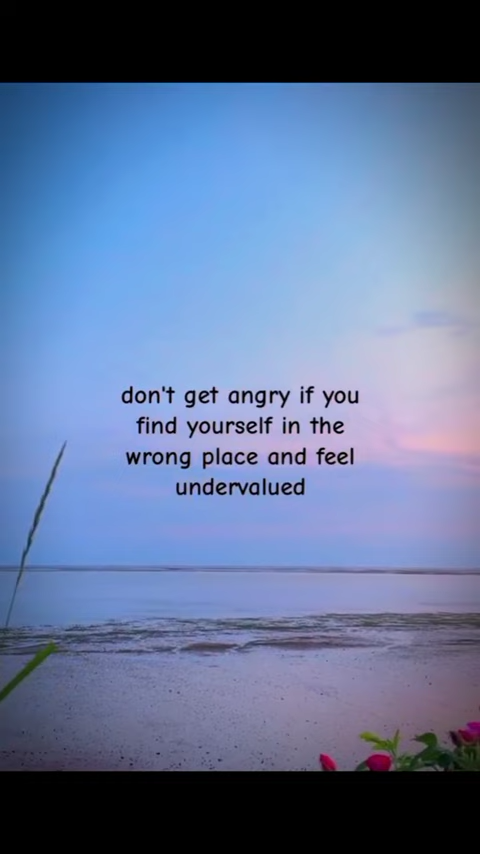 don't get angry if you
find yourself in the
wrong place and feel
undervalued